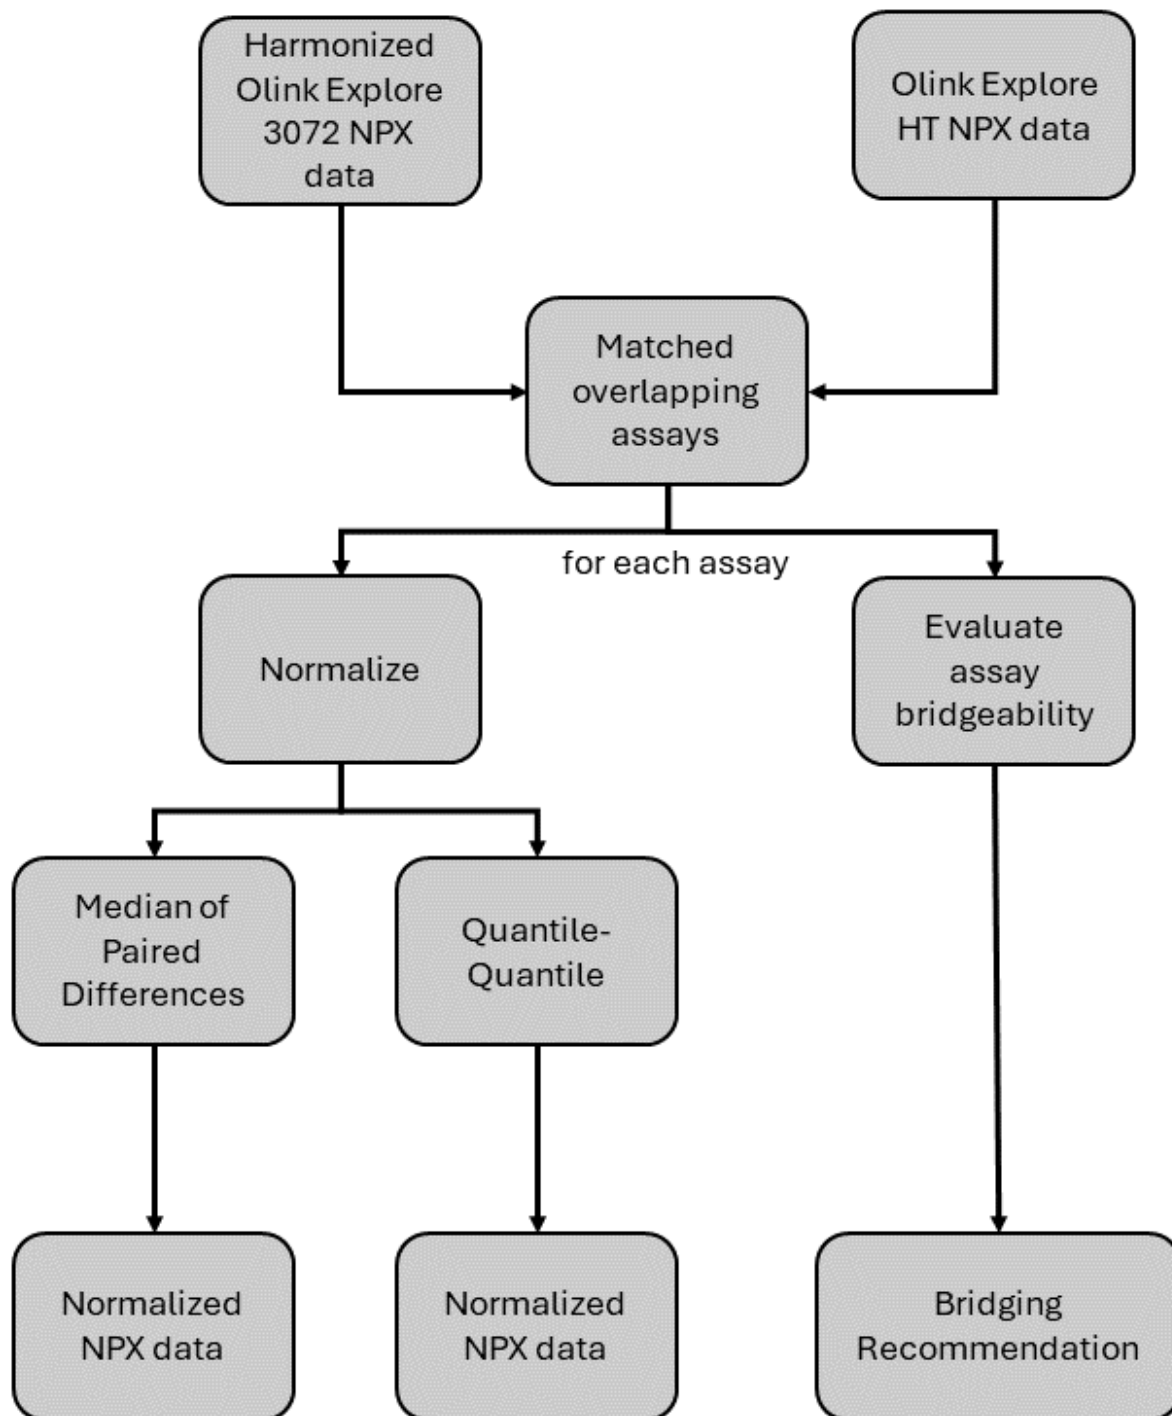 Harmonized
Olink Explore
3072 NPX
data
Olink Explore
HT NPX data
Matched
overlapping
assays
for each assay
Normalize
Evaluate
assay
bridgeability
Median of
Paired
Differences
Quantile-
Quantile
Normalized
NPX data
Normalized
NPX data
Bridging
Recommendation